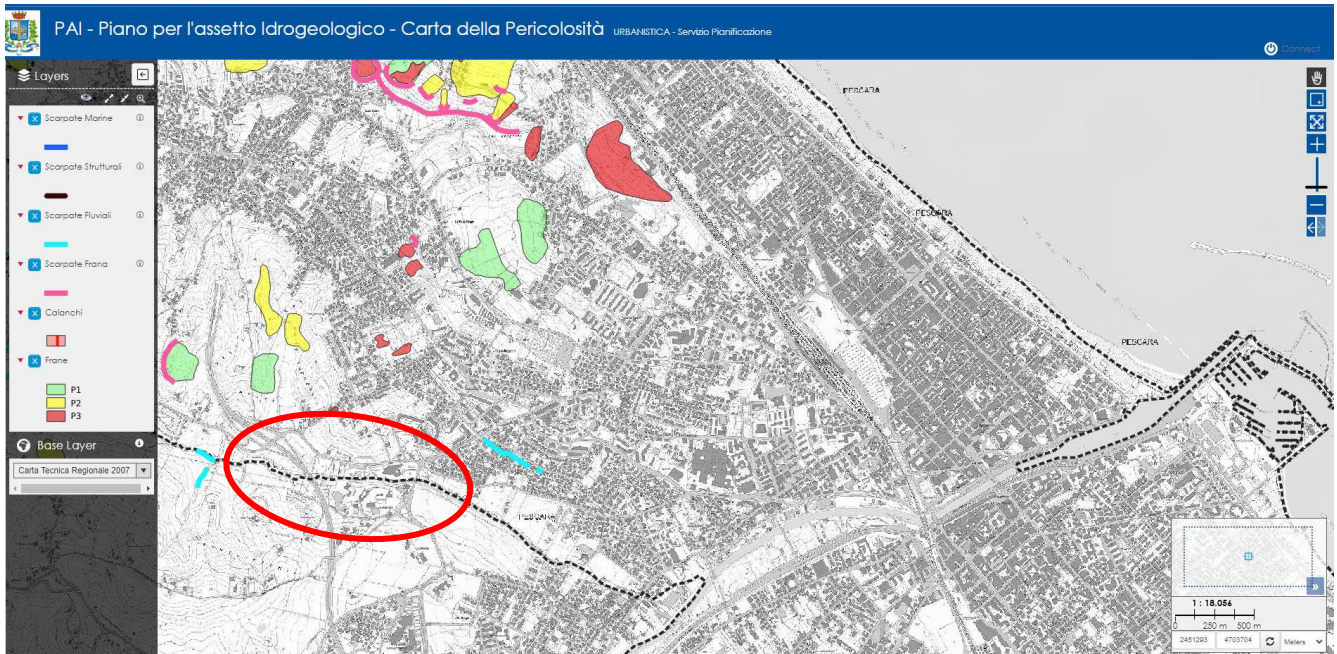 PAI - Piano per l'assetto Idrogeologico - Carta della Pericolosità URBANISTICA - Servizio Pianificazione
Connect
Layers
Scarpate Marine
Scarpate Strutturali
Scarpate Fluviali
Scarpate Frana
Calanchi
Frane
P1
P2
P3
Base Layer
Carta Tecnica Regionale 2007
PESCARA
PESCARA
PESCARA
PESCARA
1 : 18.056
0 250 m 500 m
2451293 4703704 Meters